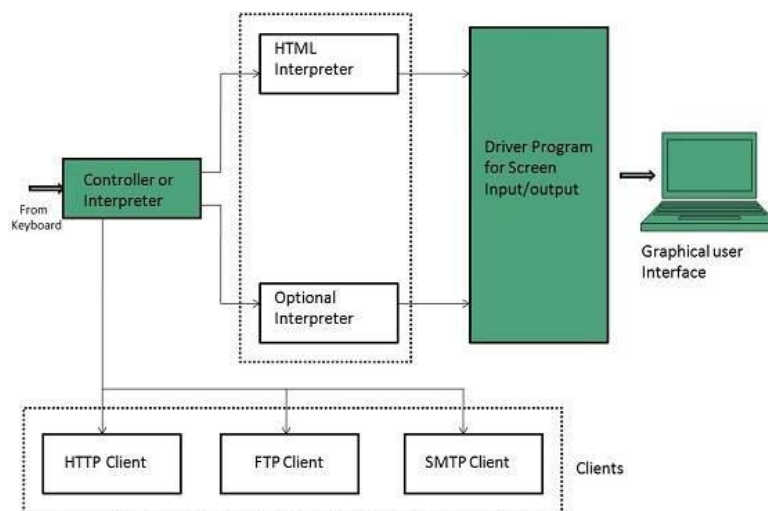 HTML
Interpreter
Controller or
Interpreter
From
Keyboard
Driver Program
for Screen
Input/output
Graphical user
Interface
Optional
Interpreter
HTTP Client
FTP Client
SMTP Client
Clients